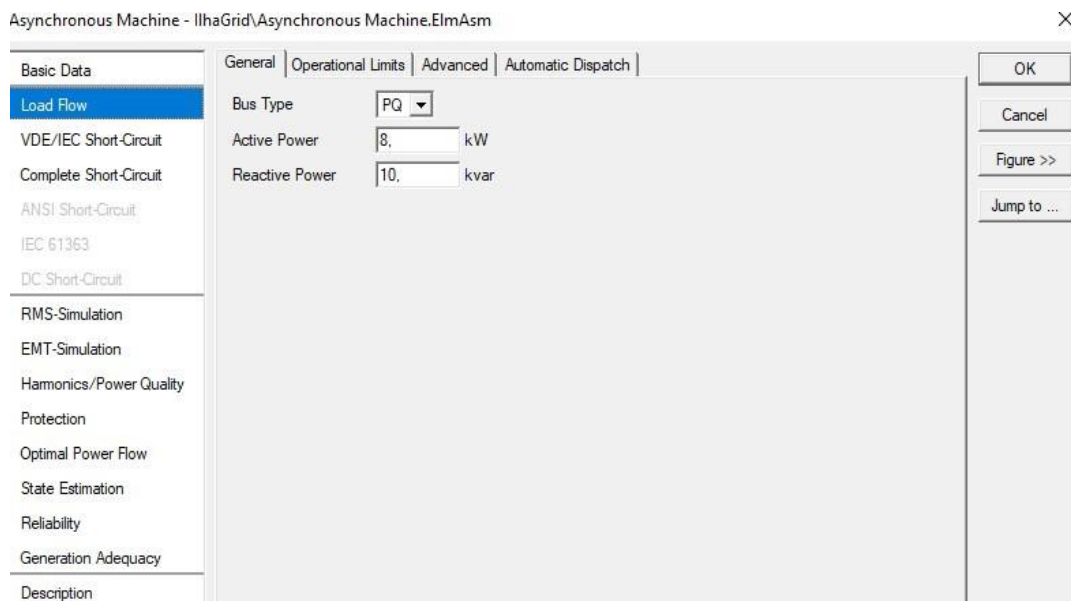 Asynchronous Machine - IlhaGrid\Asynchronous Machine.ElmAsm
Basic Data
Load Flow
VDE/IEC Short-Circuit
Complete Short-Circuit
ANSI Short-Circuit
IEC 61363
DC Short-Circuit
RMS-Simulation
EMT-Simulation
Harmonics/Power Quality
Protection
Optimal Power Flow
State Estimation
Reliability
Generation Adequacy
Description
General Operational Limits Advanced Automatic Dispatch
Bus Type PQ
Active Power 8, kW
Reactive Power 10, kvar
OK
Cancel
Figure >>
Jump to ...